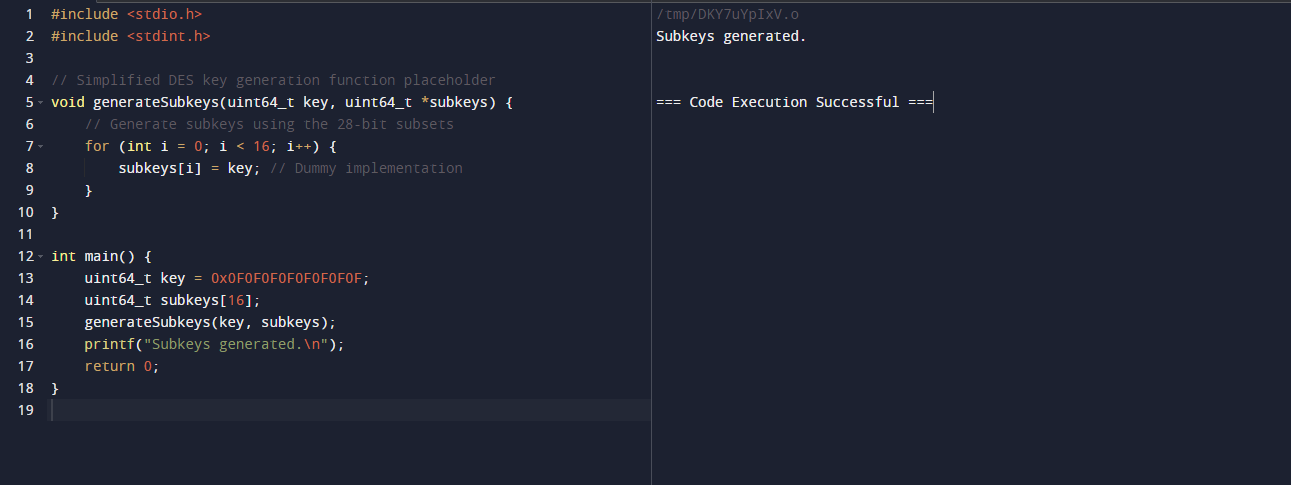 1 #include <stdio.h>
2 #include <stdint.h>
3
4 // Simplified DES key generation function placeholder
5 void generateSubkeys(uint64_t key, uint64_t *subkeys) {
6     // Generate subkeys using the 28-bit subsets
7     for (int i = 0; i < 16; i++) {
8         subkeys[i] = key; // Dummy implementation
9     }
10 }
11
12 int main() {
13     uint64_t key = 0x0F0F0F0F0F0F0F0F;
14     uint64_t subkeys[16];
15     generateSubkeys(key, subkeys);
16     printf("Subkeys generated.\n");
17     return 0;
18 }
19
/tmp/DKY7uYpIxV.o
Subkeys generated.
=== Code Execution Successful ===